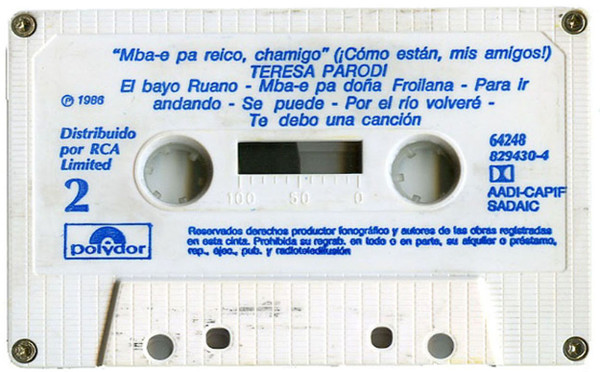 "Mba-e pa reico, chamigo" (¡Cómo están, mis amigos!)
TERESA PARODI
El bayo Ruano - Mba-e pa doña Froilana - Para ir
andando - Se puede - Por el río volveré -
Te debo una canción
℗ 1986
Distribuido
por RCA
Limited
2
polydor
100 50 0
64248
829430-4
AADI-CAPIF
SADAIC
Reservados derechos productor fonográfico y autores de las obras registradas
en esta cinta. Prohibida su regrab. en todo o en parte, su alquiler o préstamo,
rep., ejec., pub. y radioteledifusión